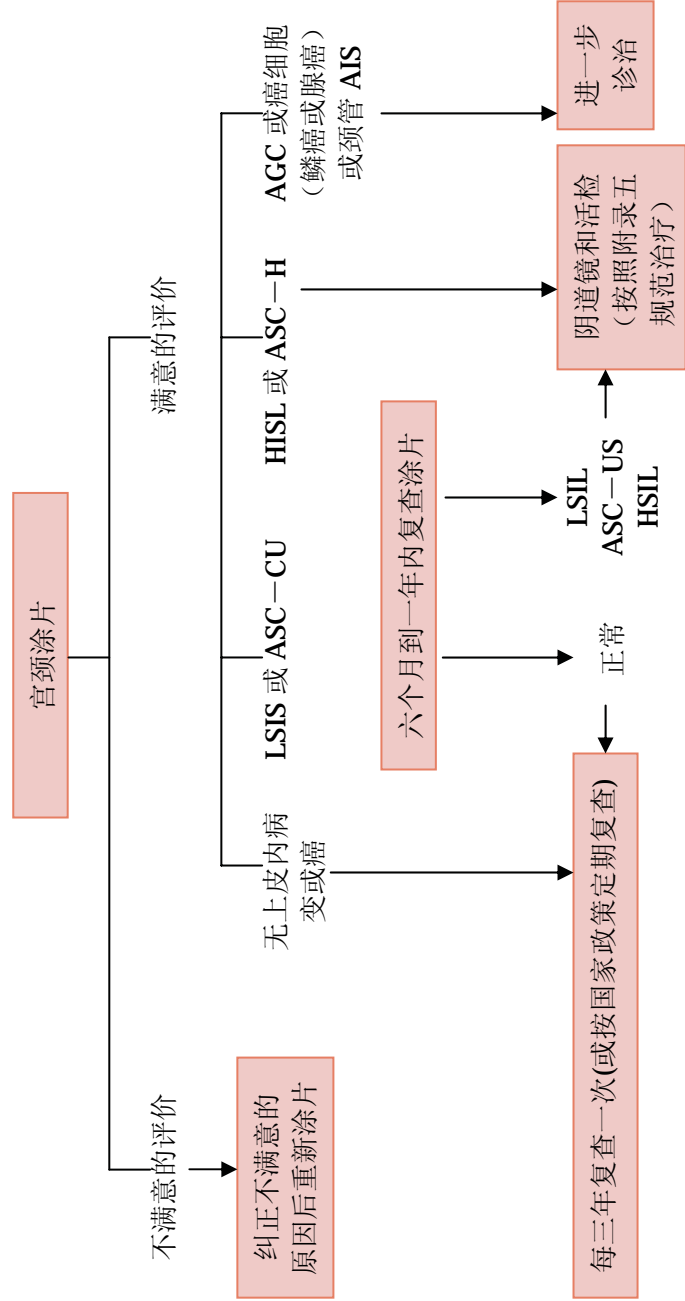 宫颈涂片
不满意的评价
满意的评价
纠正不满意的
原因后重新涂片
无上皮内病
变或癌
LSIS 或 ASC－CU
HISL 或 ASC－H
AGC 或癌细胞
（鳞癌或腺癌）
或颈管 AIS
六个月到一年内复查涂片
每三年复查一次(或按国家政策定期复查)
正常
LSIL
ASC－US
HSIL
阴道镜和活检
（按照附录五
规范治疗）
进一步
诊治